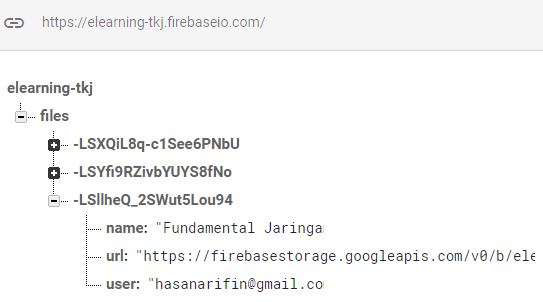 https://elearning-tkj.firebaseio.com/
elearning-tkj
files
-LSXQiL8q-c1See6PNbU
-LSYfi9RZivbYUYS8fNo
-LSllheQ_2SWut5Lou94
name: "Fundamental Jaringa
url: "https://firebasestorage.googleapis.com/v0/b/ele
user: "hasanarifin@gmail.co